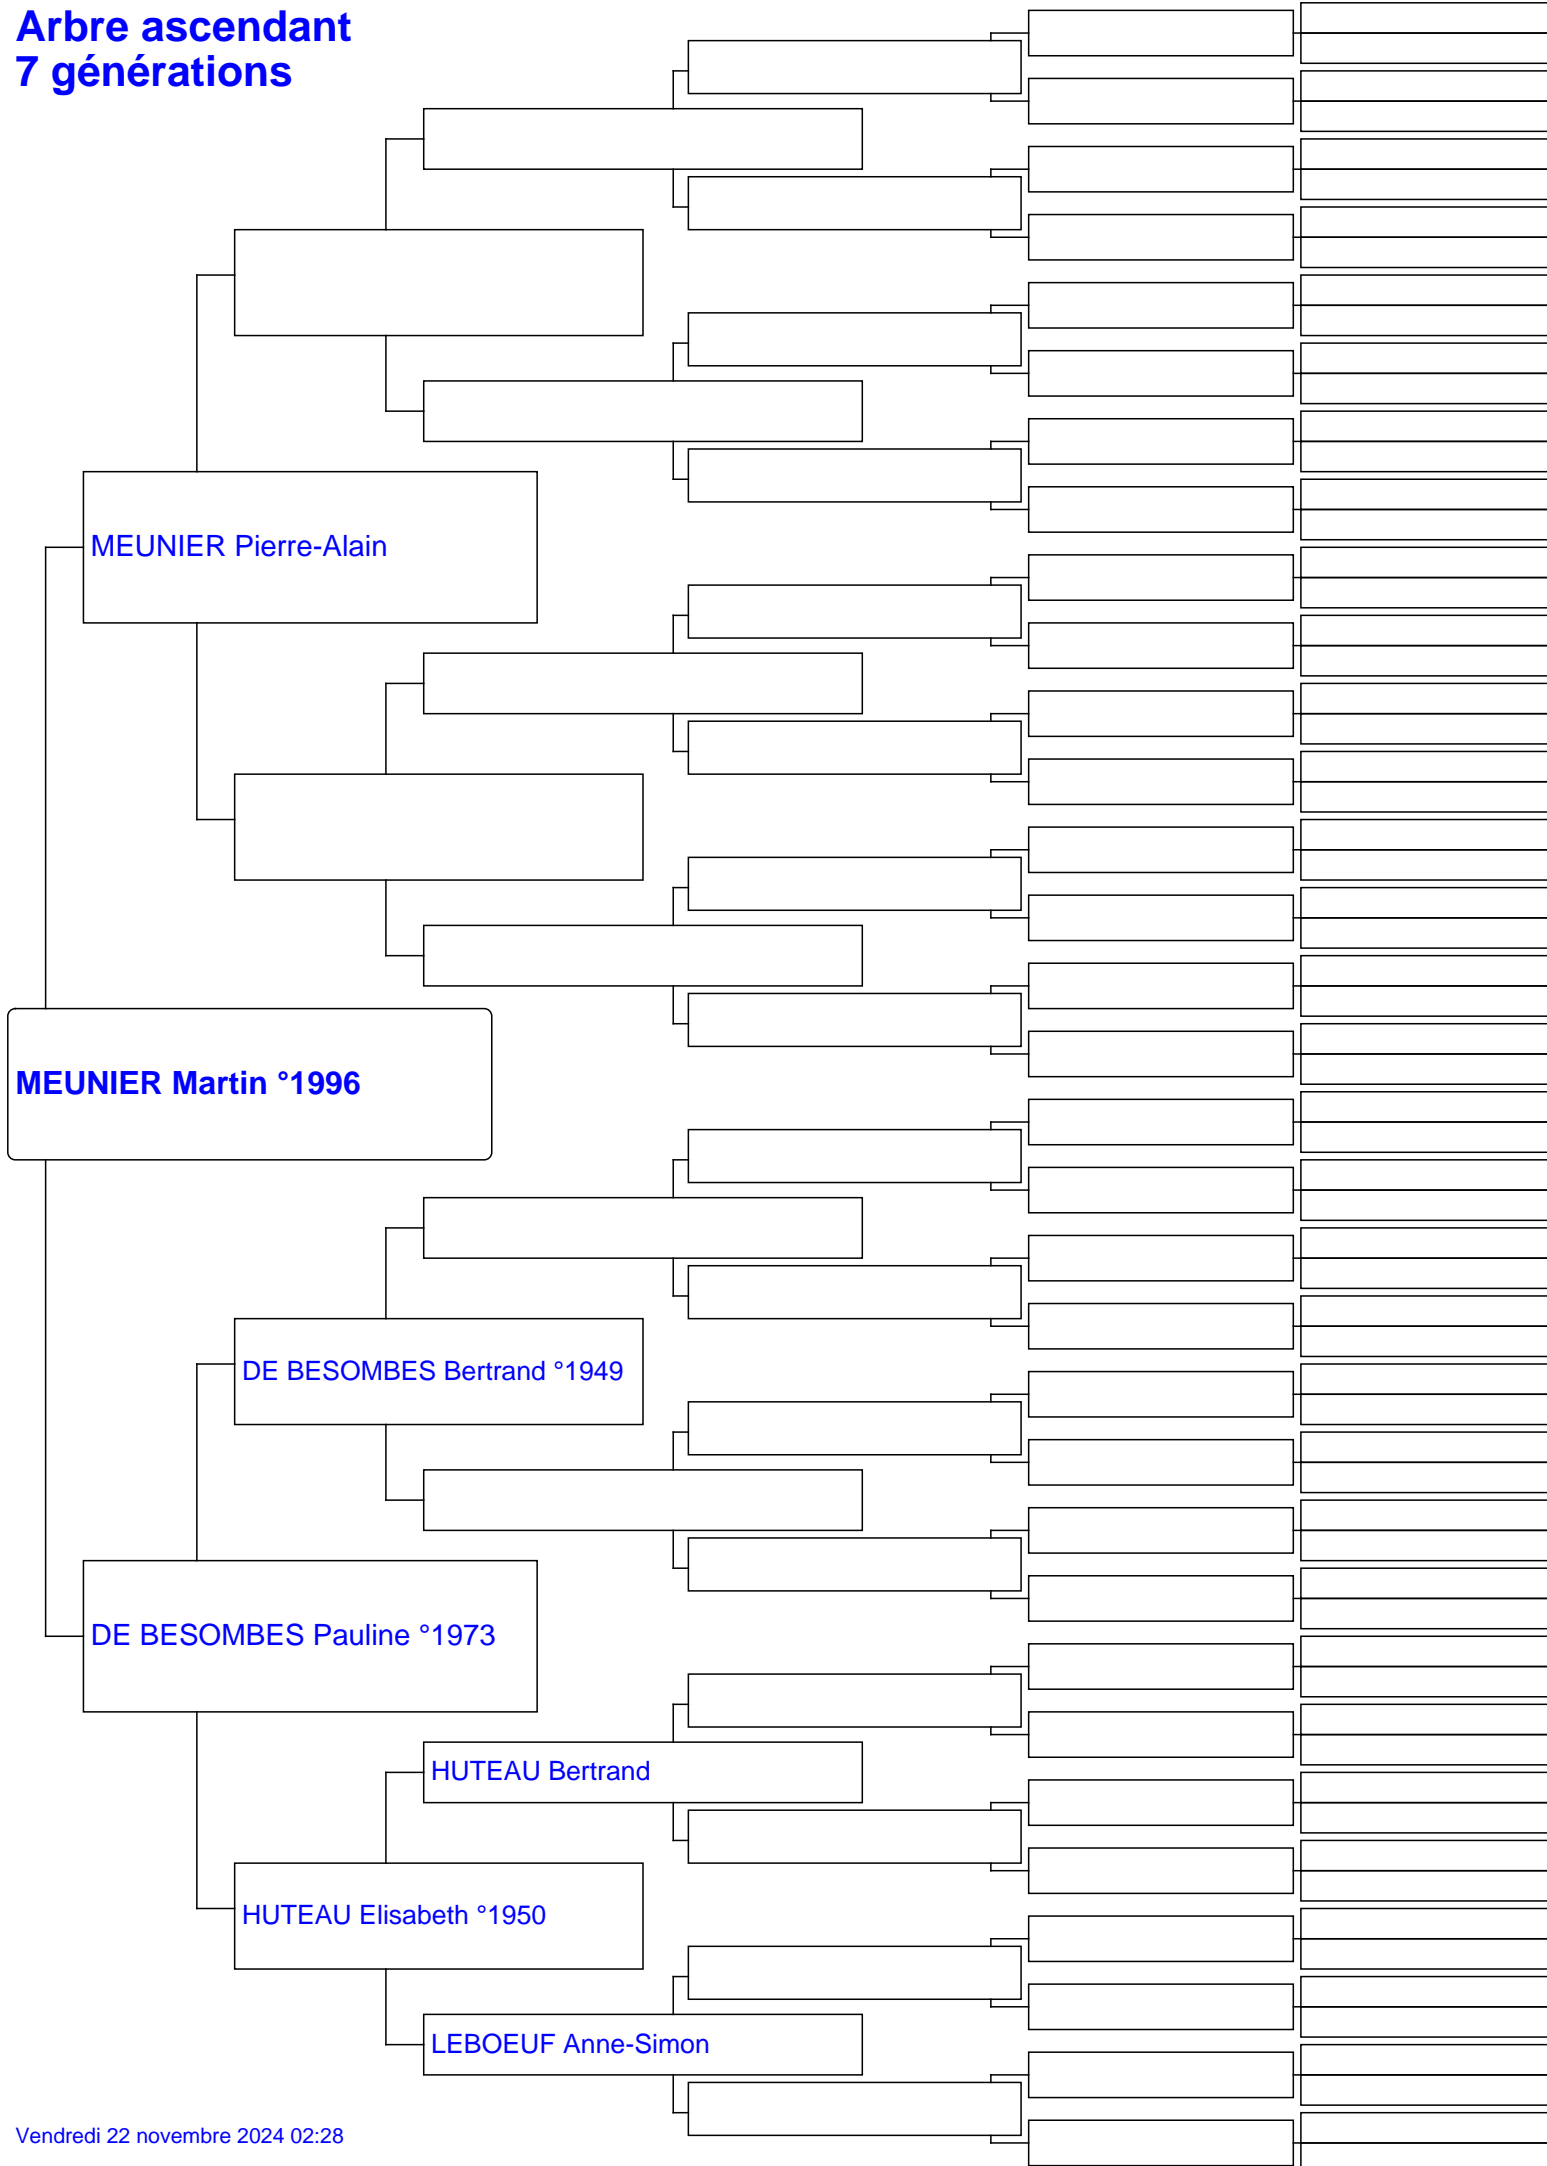 Arbre ascendant
7 générations
MEUNIER Pierre-Alain
MEUNIER Martin °1996
DE BESOMBES Bertrand °1949
DE BESOMBES Pauline °1973
HUTEAU Bertrand
HUTEAU Elisabeth °1950
LEBOEUF Anne-Simon
Vendredi 22 novembre 2024 02:28